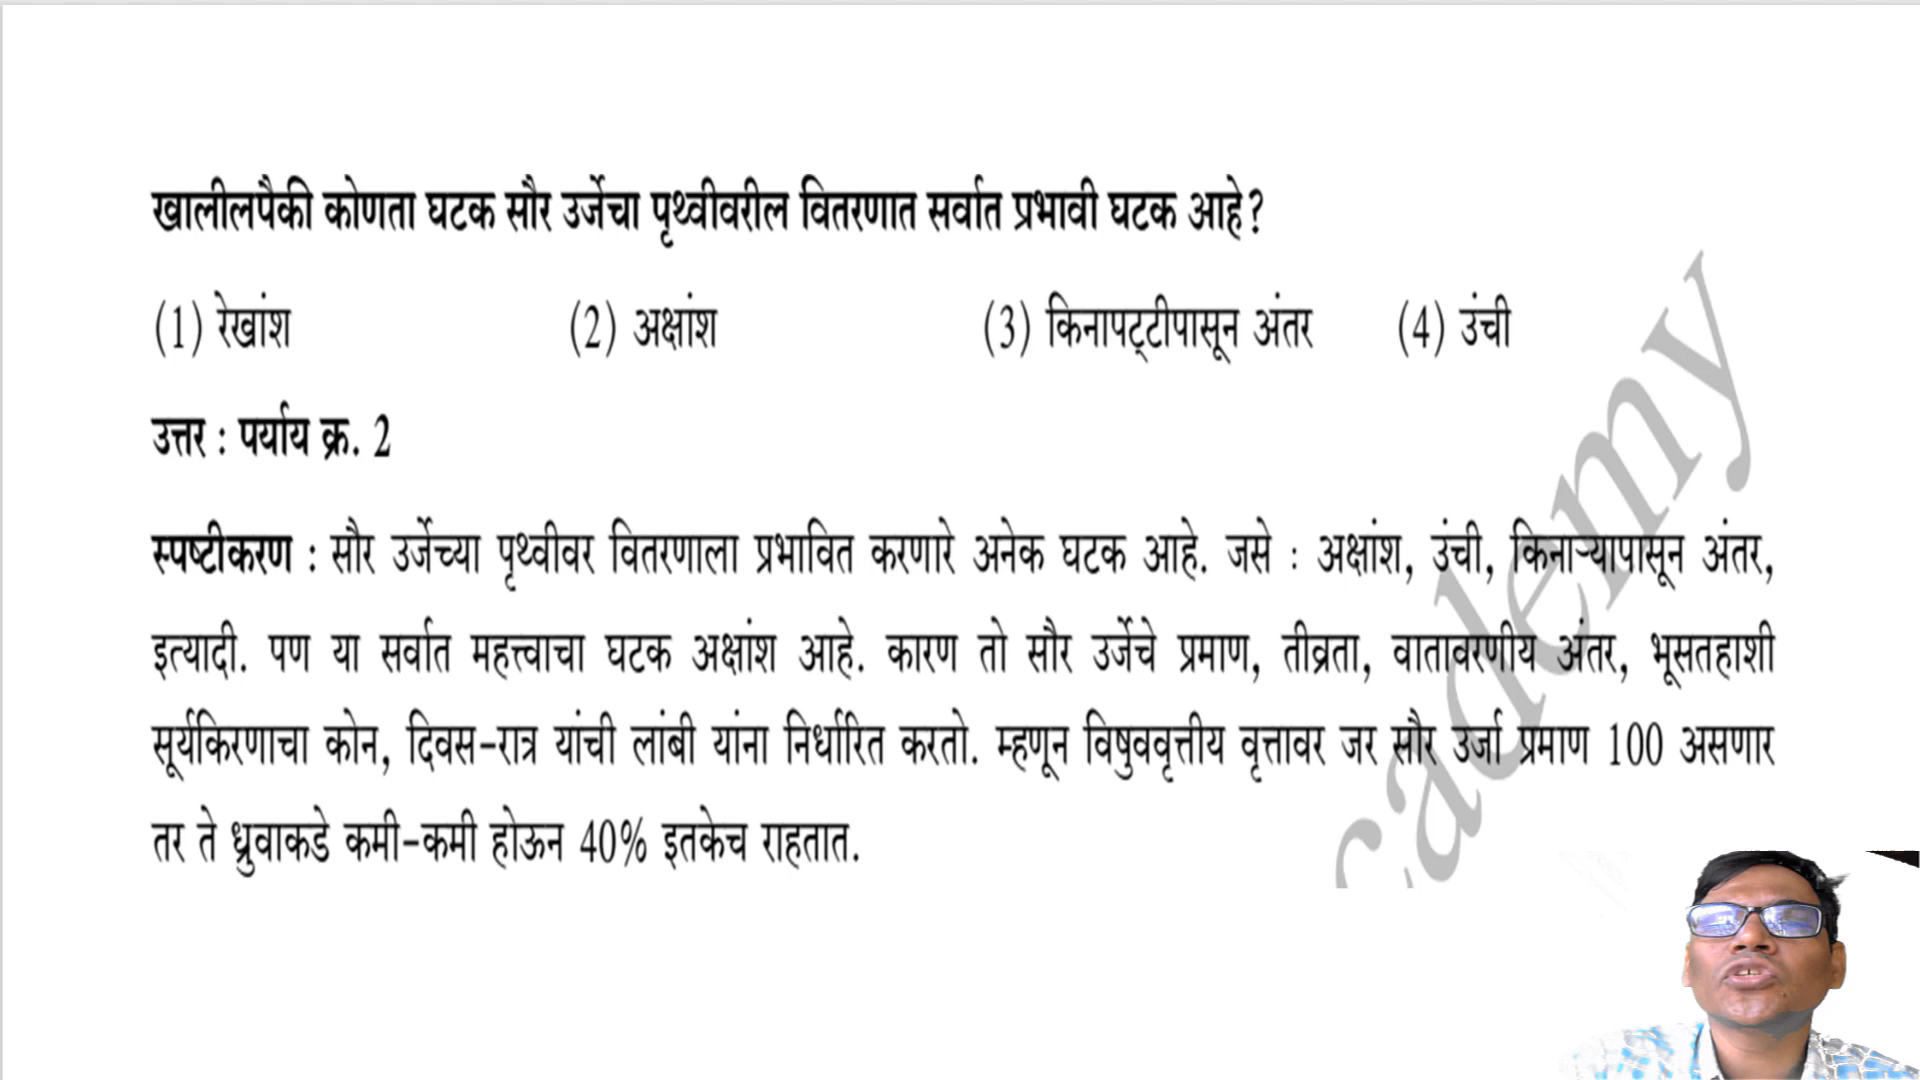 खालीलपैकी कोणता घटक सौर उर्जेचा पृथ्वीवरील वितरणात सर्वात प्रभावी घटक आहे?
(1) रेखांश (2) अक्षांश (3) किनापट्‌टीपासून अंतर (4) उंची
उत्तर : पर्याय क्र. 2
स्पष्टीकरण : सौर उर्जेच्या पृथ्वीवर वितरणाला प्रभावित करणारे अनेक घटक आहे. जसे : अक्षांश, उंची, किनाऱ्यापासून अंतर,
इत्यादी. पण या सर्वात महत्त्वाचा घटक अक्षांश आहे. कारण तो सौर उर्जेचे प्रमाण, तीव्रता, वातावरणीय अंतर, भूसतहाशी
सूर्यकिरणाचा कोन, दिवस-रात्र यांची लांबी यांना निर्धारित करतो. म्हणून विषुववृत्तीय वृत्तावर जर सौर उर्जा प्रमाण 100 असणार
तर ते ध्रुवाकडे कमी-कमी होऊन 40% इतकेच राहतात.
cademy